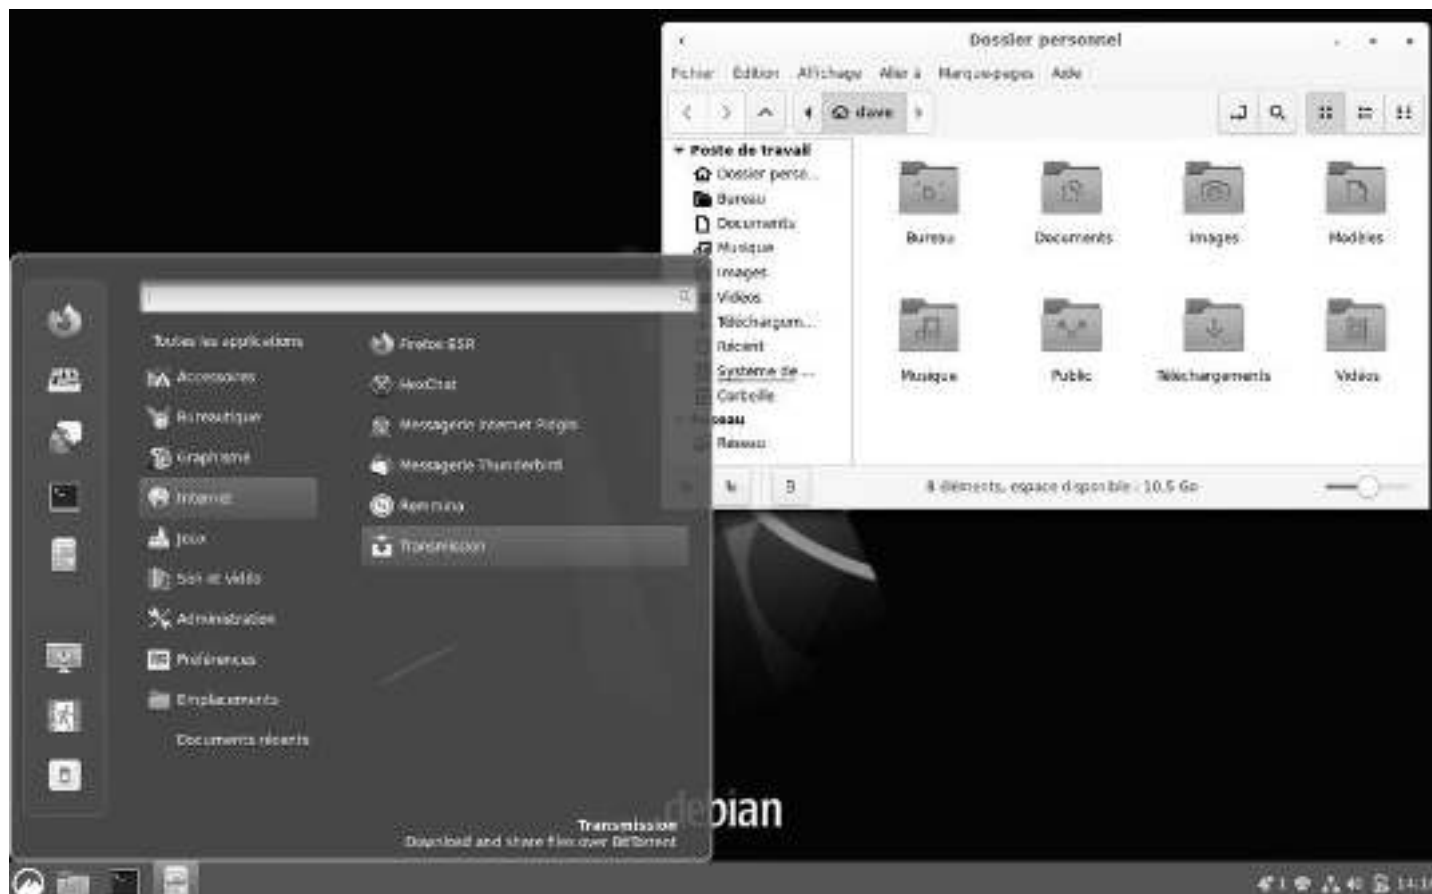 Dossier personnel
Fichier Édition Affichage Aller à Marque-pages Aide
dave
Poste de travail
Dossier perso...
Bureau
Documents
Musique
Images
Vidéos
Téléchargem...
Récent
Système de ...
Corbeille
Réseau
Bureau Documents Images Modèles
Musique Public Téléchargements Vidéos
8 éléments, espace disponible : 10,5 Go
Toutes les applications
Accessoires
Bureautique
Graphisme
Internet
Jeux
Son et vidéo
Administration
Préférences
Emplacements
Documents récents
Firefox ESR
HexChat
Messagerie Internet Pidgin
Messagerie Thunderbird
Remmina
Transmission
Transmission
Download and share files over BitTorrent
debian